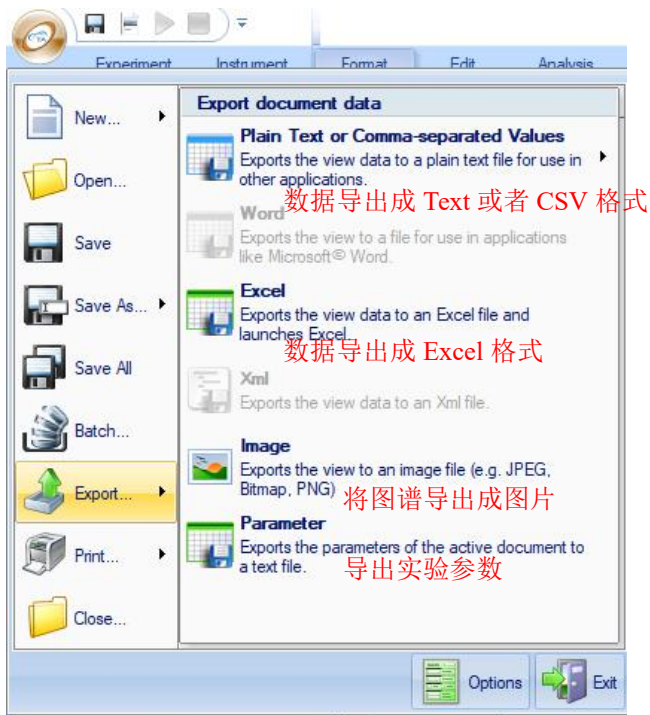 Experiment Instrument Format Edit Analysis
New...
Open...
Save
Save As...
Save All
Batch...
Export...
Print...
Close...
Export document data
Plain Text or Comma-separated Values
Exports the view data to a plain text file for use in
other applications.
数据导出成 Text 或者 CSV 格式
Word
Exports the view to a file for use in applications
like Microsoft© Word.
Excel
Exports the view data to an Excel file and
launches Excel.
数据导出成 Excel 格式
Xml
Exports the view data to an Xml file.
Image
Exports the view to an image file (e.g. JPEG,
Bitmap, PNG)
将图谱导出成图片
Parameter
Exports the parameters of the active document to
a text file.
导出实验参数
Options Exit